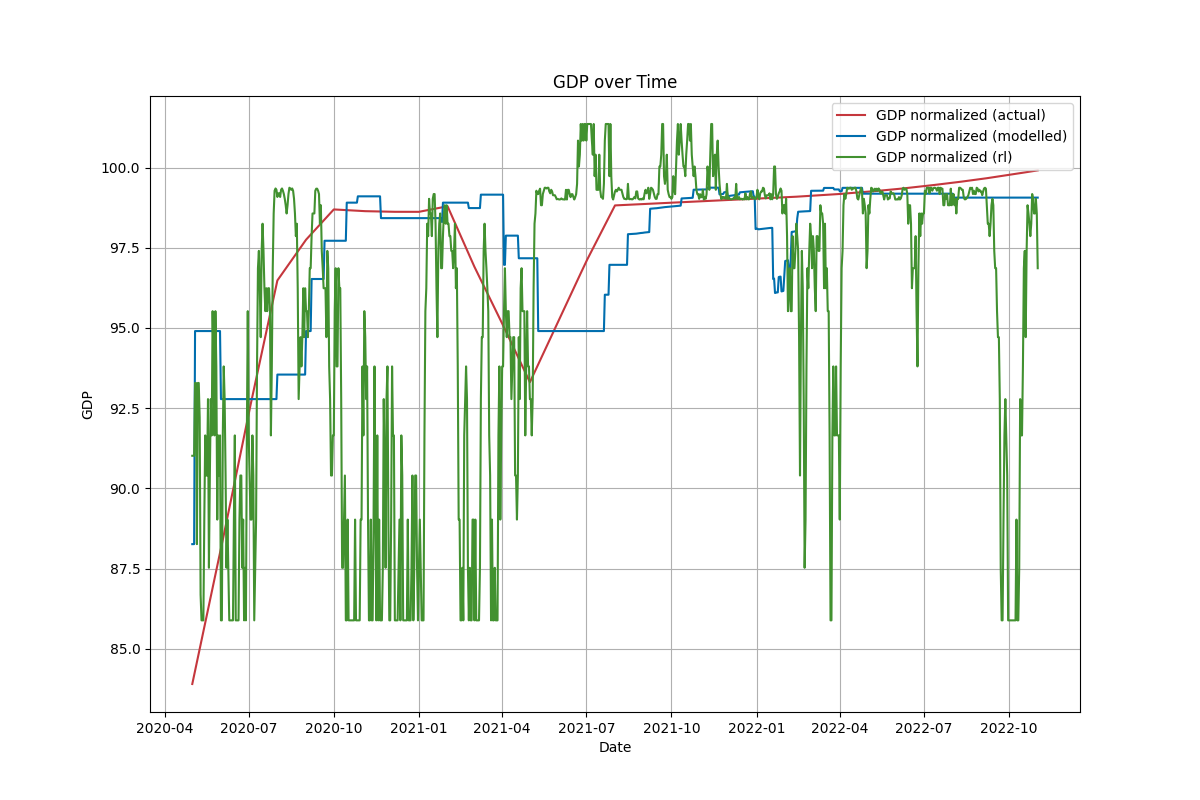 GDP over Time
GDP normalized (actual)
GDP normalized (modelled)
GDP normalized (rl)
100.0
97.5
95.0
92.5
90.0
87.5
85.0
GDP
2020-04 2020-07 2020-10 2021-01 2021-04 2021-07 2021-10 2022-01 2022-04 2022-07 2022-10
Date